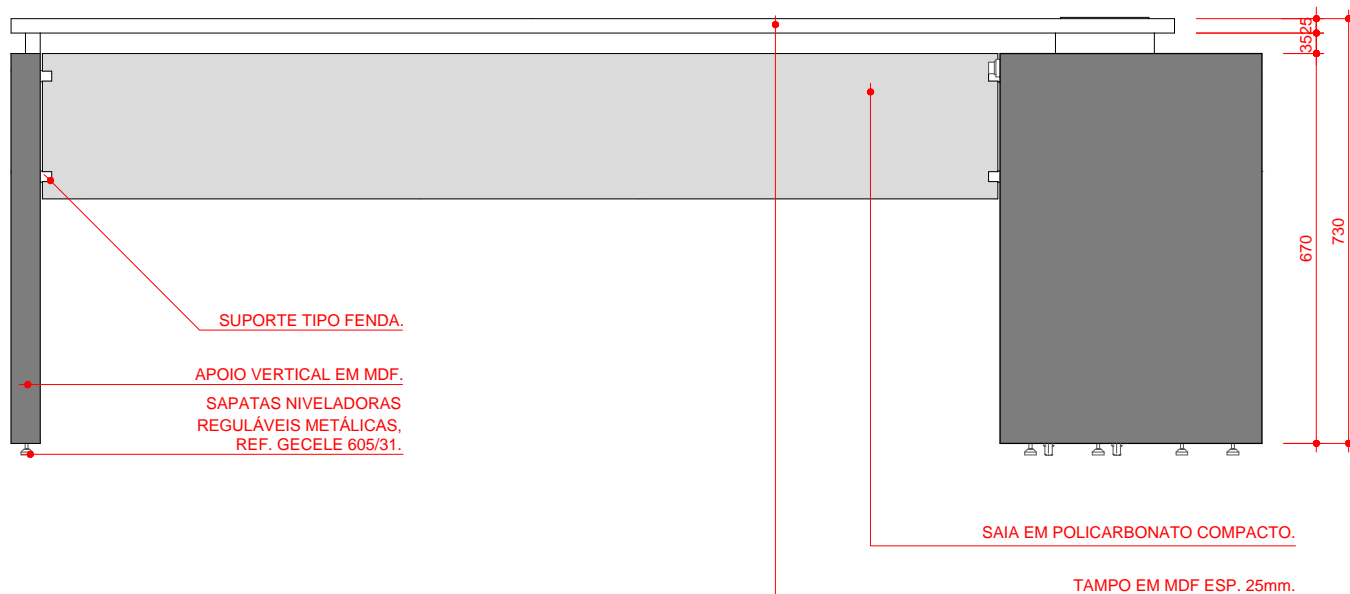 25
35
670
730
SUPORTE TIPO FENDA.
APOIO VERTICAL EM MDF.
SAPATAS NIVELADORAS
REGULÁVEIS METÁLICAS,
REF. GECELE 605/31.
SAIA EM POLICARBONATO COMPACTO.
TAMPO EM MDF ESP. 25mm.